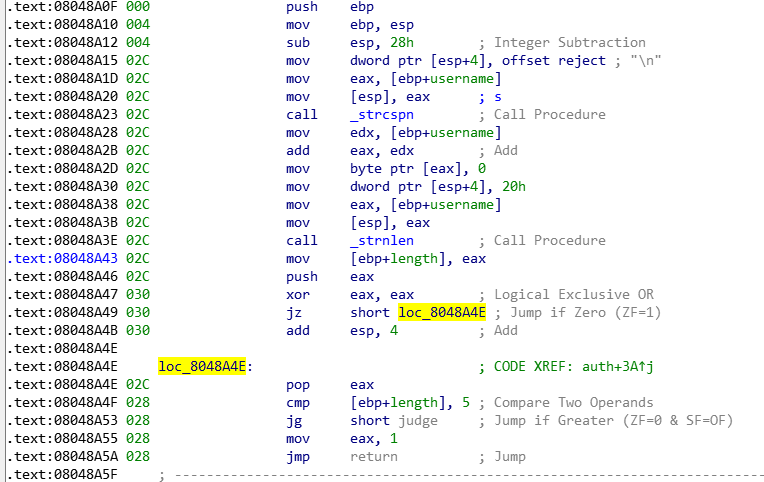 .text:08048A0F 000 push ebp
.text:08048A10 004 mov ebp, esp
.text:08048A12 004 sub esp, 28h ; Integer Subtraction
.text:08048A15 02C mov dword ptr [esp+4], offset reject ; "\n"
.text:08048A1D 02C mov eax, [ebp+username]
.text:08048A20 02C mov [esp], eax ; s
.text:08048A23 02C call _strcspn ; Call Procedure
.text:08048A28 02C mov edx, [ebp+username]
.text:08048A2B 02C add eax, edx ; Add
.text:08048A2D 02C mov byte ptr [eax], 0
.text:08048A30 02C mov dword ptr [esp+4], 20h
.text:08048A38 02C mov eax, [ebp+username]
.text:08048A3B 02C mov [esp], eax
.text:08048A3E 02C call _strnlen ; Call Procedure
.text:08048A43 02C mov [ebp+length], eax
.text:08048A46 02C push eax
.text:08048A47 030 xor eax, eax ; Logical Exclusive OR
.text:08048A49 030 jz short loc_8048A4E ; Jump if Zero (ZF=1)
.text:08048A4B 030 add esp, 4 ; Add
.text:08048A4E
.text:08048A4E loc_8048A4E: ; CODE XREF: auth+3A↑j
.text:08048A4E 02C pop eax
.text:08048A4F 028 cmp [ebp+length], 5 ; Compare Two Operands
.text:08048A53 028 jg short judge ; Jump if Greater (ZF=0 & SF=OF)
.text:08048A55 028 mov eax, 1
.text:08048A5A 028 jmp return ; Jump
.text:08048A5F ; ---------------------------------------------------------------------------